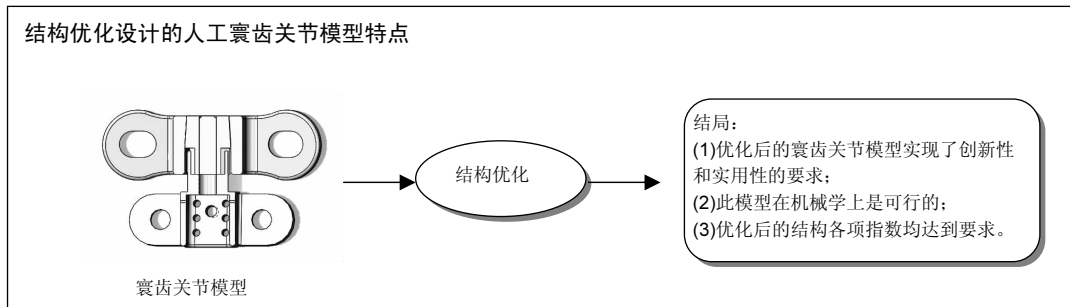 结构优化设计的人工寰齿关节模型特点
寰齿关节模型
结构优化
结局：
(1)优化后的寰齿关节模型实现了创新性
和实用性的要求；
(2)此模型在机械学上是可行的；
(3)优化后的结构各项指数均达到要求。